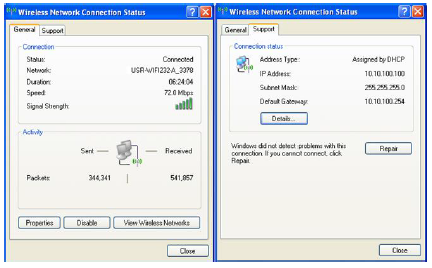 Wireless Network Connection Status
General Support
Connection
Status: Connected
Network: USR-WIFI232-A_3378
Duration: 06:24:04
Speed: 72.0 Mbps
Signal Strength:
Activity
Sent — Received
Packets: 344,341 | 541,857
Properties Disable View Wireless Networks
Close
Wireless Network Connection Status
General Support
Connection status
Address Type: Assigned by DHCP
IP Address: 10.10.100.100
Subnet Mask: 255.255.255.0
Default Gateway: 10.10.100.254
Details...
Windows did not detect problems with this
connection. If you cannot connect, click
Repair.
Repair
Close